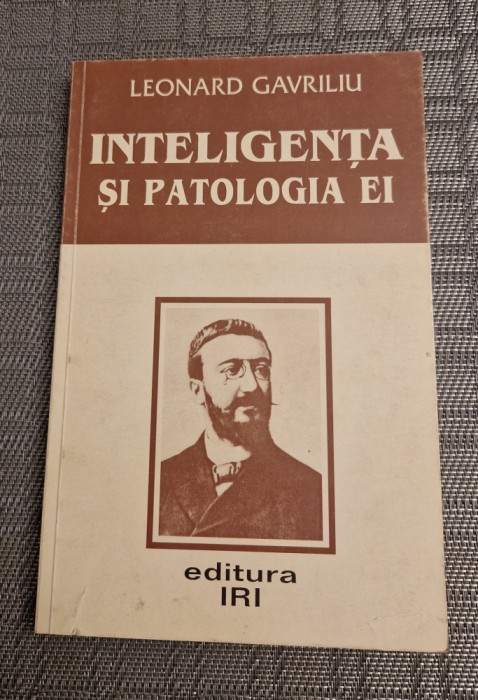 LEONARD GAVRILIU
INTELIGENȚA
ȘI PATOLOGIA EI
editura
IRI